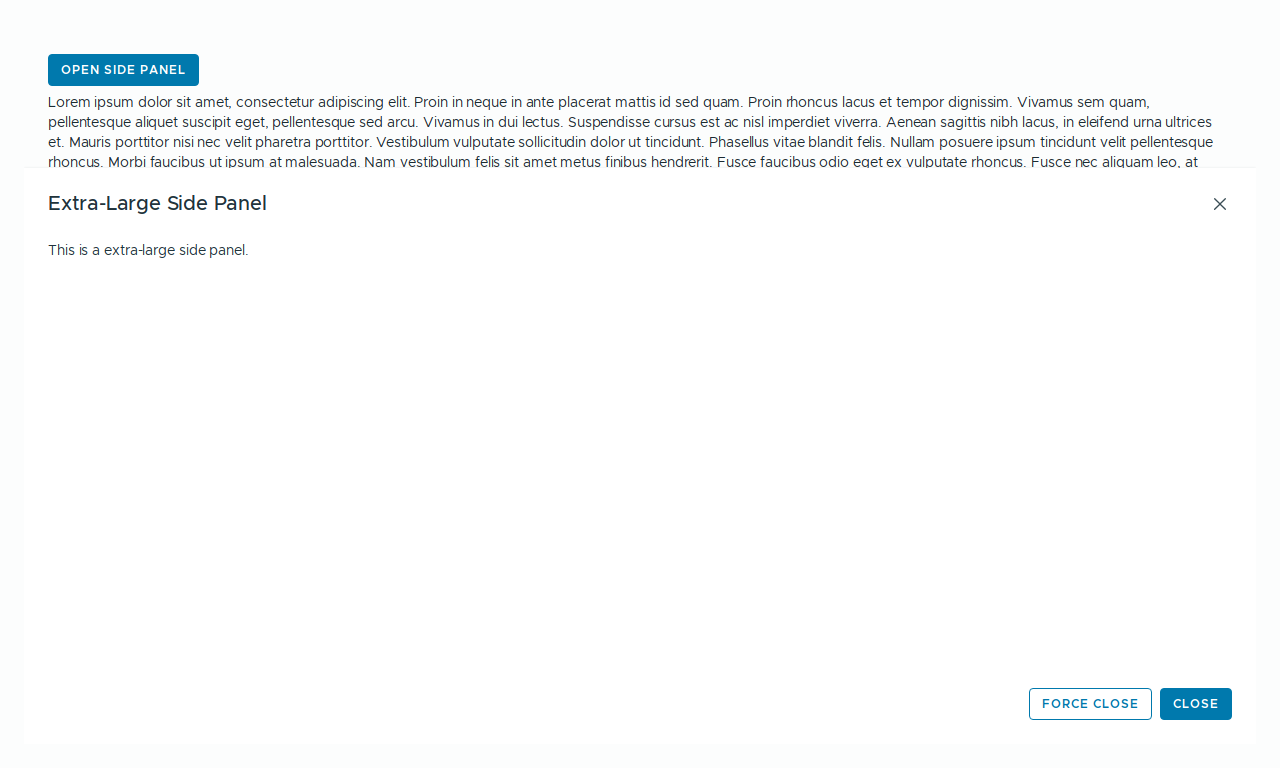 OPEN SIDE PANEL
Lorem ipsum dolor sit amet, consectetur adipiscing elit. Proin in neque in ante placerat mattis id sed quam. Proin rhoncus lacus et tempor dignissim. Vivamus sem quam,
pellentesque aliquet suscipit eget, pellentesque sed arcu. Vivamus in dui lectus. Suspendisse cursus est ac nisl imperdiet viverra. Aenean sagittis nibh lacus, in eleifend urna ultrices
et. Mauris porttitor nisi nec velit pharetra porttitor. Vestibulum vulputate sollicitudin dolor ut tincidunt. Phasellus vitae blandit felis. Nullam posuere ipsum tincidunt velit pellentesque
rhoncus. Morbi faucibus ut ipsum at malesuada. Nam vestibulum felis sit amet metus finibus hendrerit. Fusce faucibus odio eget ex vulputate rhoncus. Fusce nec aliquam leo, at
Extra-Large Side Panel
This is a extra-large side panel.
FORCE CLOSE
CLOSE